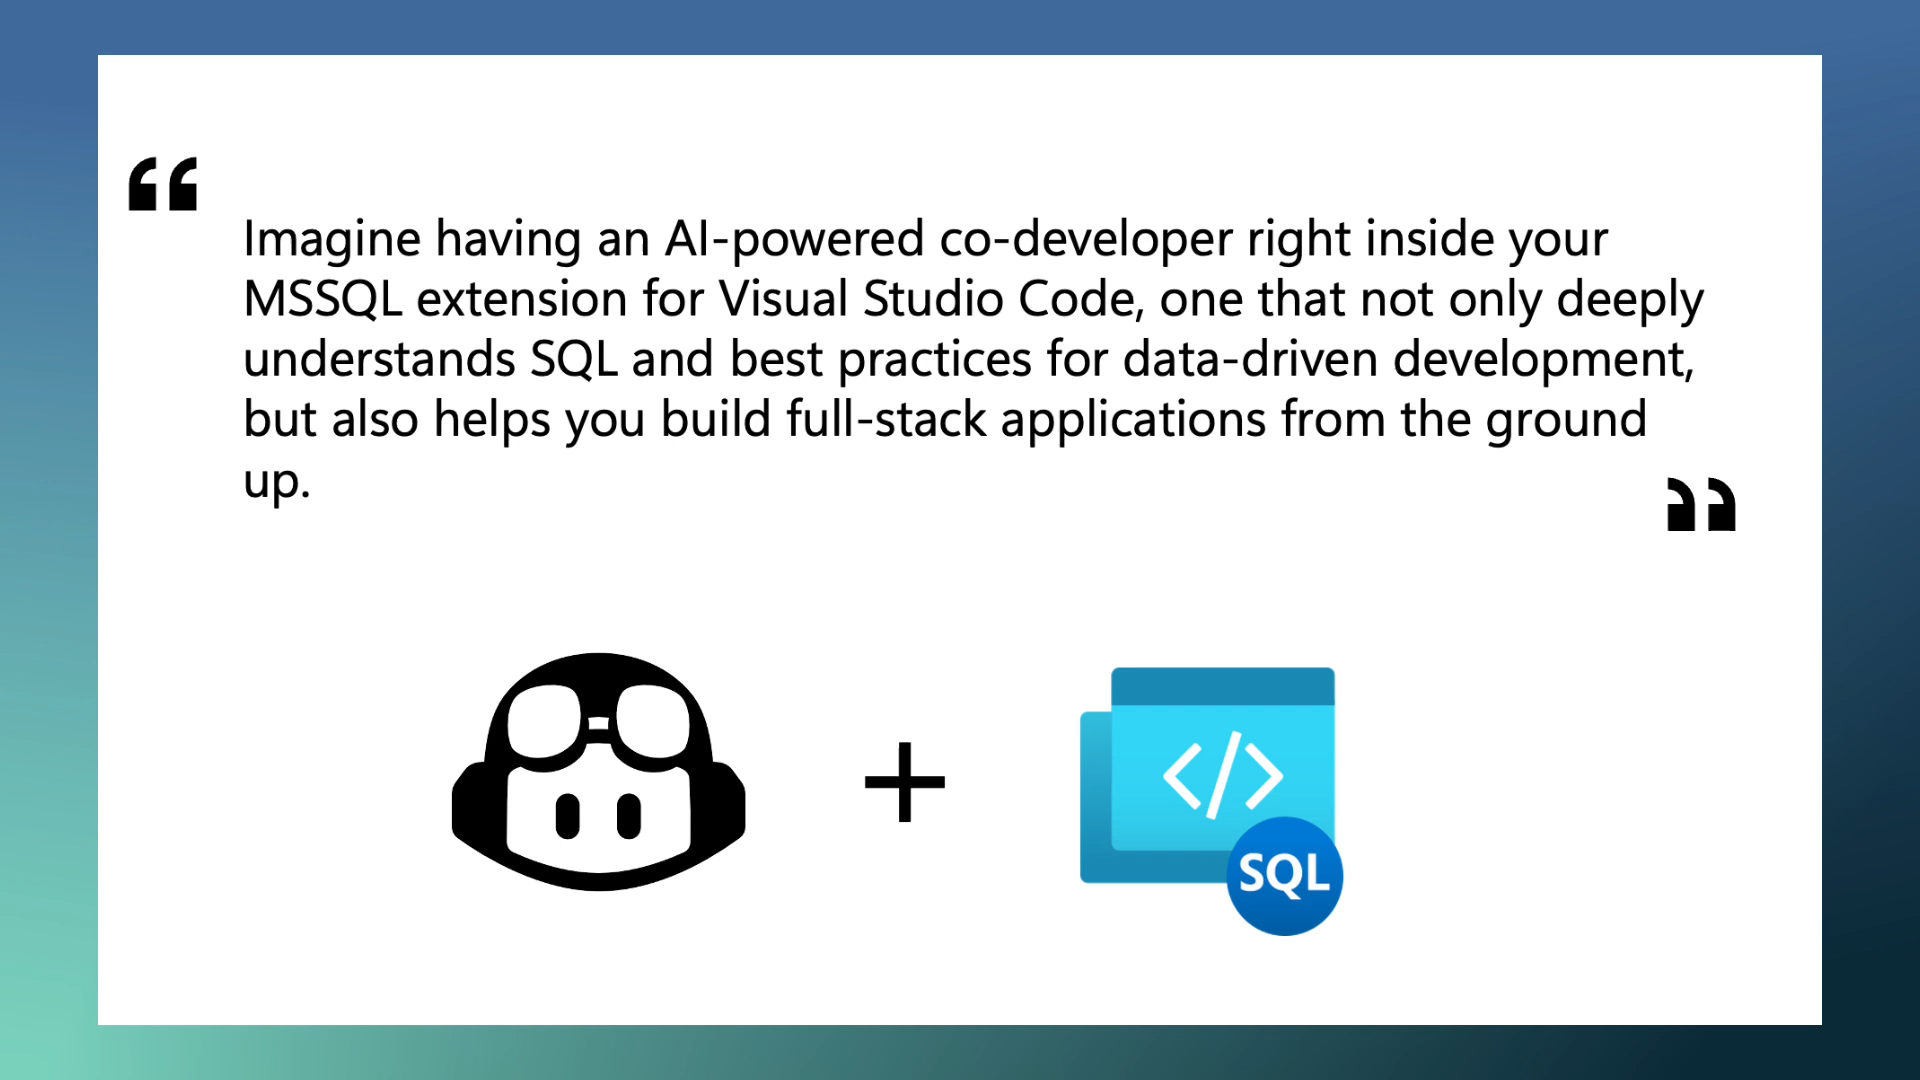 “
Imagine having an AI-powered co-developer right inside your
MSSQL extension for Visual Studio Code, one that not only deeply
understands SQL and best practices for data-driven development,
but also helps you build full-stack applications from the ground
up.
”
+
</>
SQL